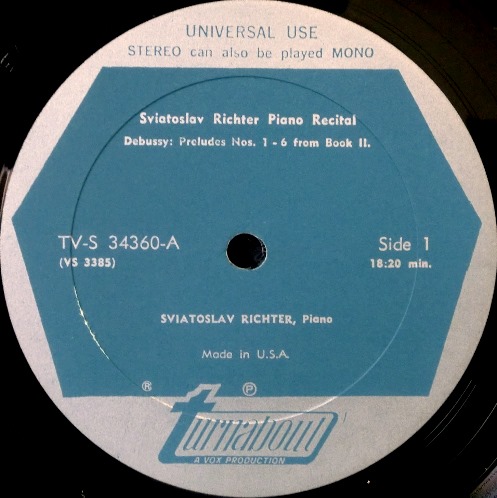 UNIVERSAL USE
STEREO can also be played MONO
Sviatoslav Richter Piano Recital
Debussy: Preludes Nos. 1 - 6 from Book II.
TV-S 34360-A
Side 1
(VS 3385)
18:20 min.
SVIATOSLAV RICHTER, Piano
Made in U.S.A.
® ℗
turnabout
A VOX PRODUCTION